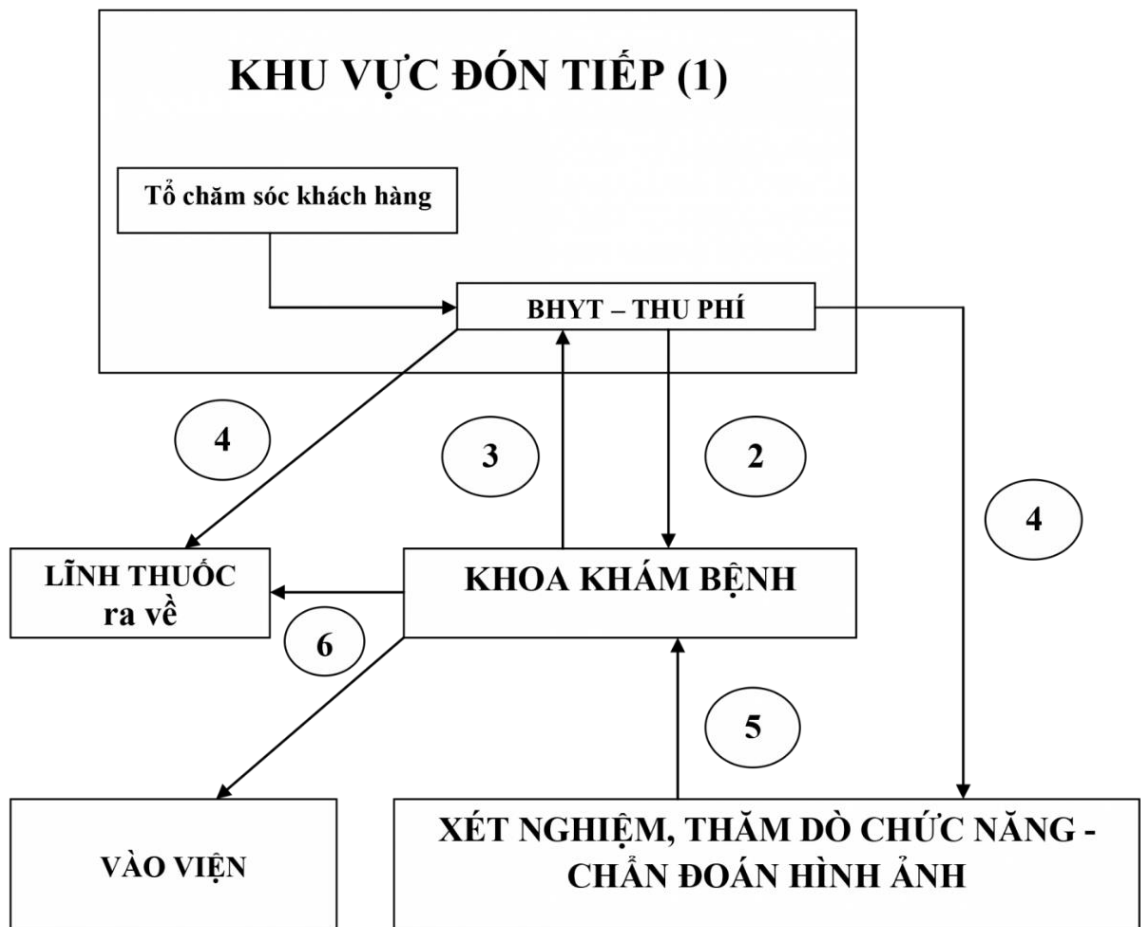 KHU VỰC ĐÓN TIẾP (1)
Tổ chăm sóc khách hàng
BHYT – THU PHÍ
4
3
2
4
LĨNH THUỐC
ra về
KHOA KHÁM BỆNH
6
5
VÀO VIỆN
XÉT NGHIỆM, THĂM DÒ CHỨC NĂNG -
CHẨN ĐOÁN HÌNH ẢNH